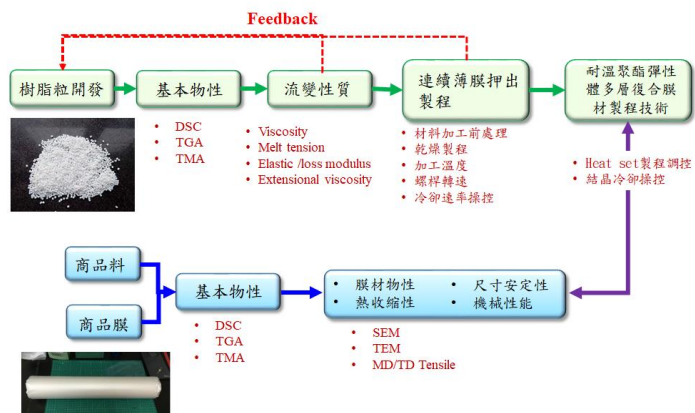 Feedback
樹脂粒開發
基本物性
流變性質
連續薄膜押出
製程
耐溫聚酯彈性
體多層復合膜
材製程技術
• DSC
• TGA
• TMA
• Viscosity
• Melt tension
• Elastic /loss modulus
• Extensional viscosity
• 材料加工前處理
• 乾燥製程
• 加工溫度
• 螺桿轉速
• 冷卻速率操控
• Heat set製程調控
• 結晶冷卻操控
商品料
商品膜
基本物性
• 膜材物性
• 熱收縮性
• 尺寸安定性
• 機械性能
• DSC
• TGA
• TMA
• SEM
• TEM
• MD/TD Tensile